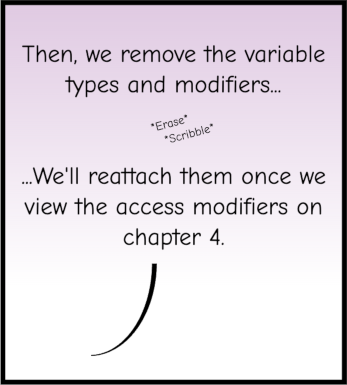 Then, we remove the variable
types and modifiers...
*Erase*
*Scribble*
...We'll reattach them once we
view the access modifiers on
chapter 4.